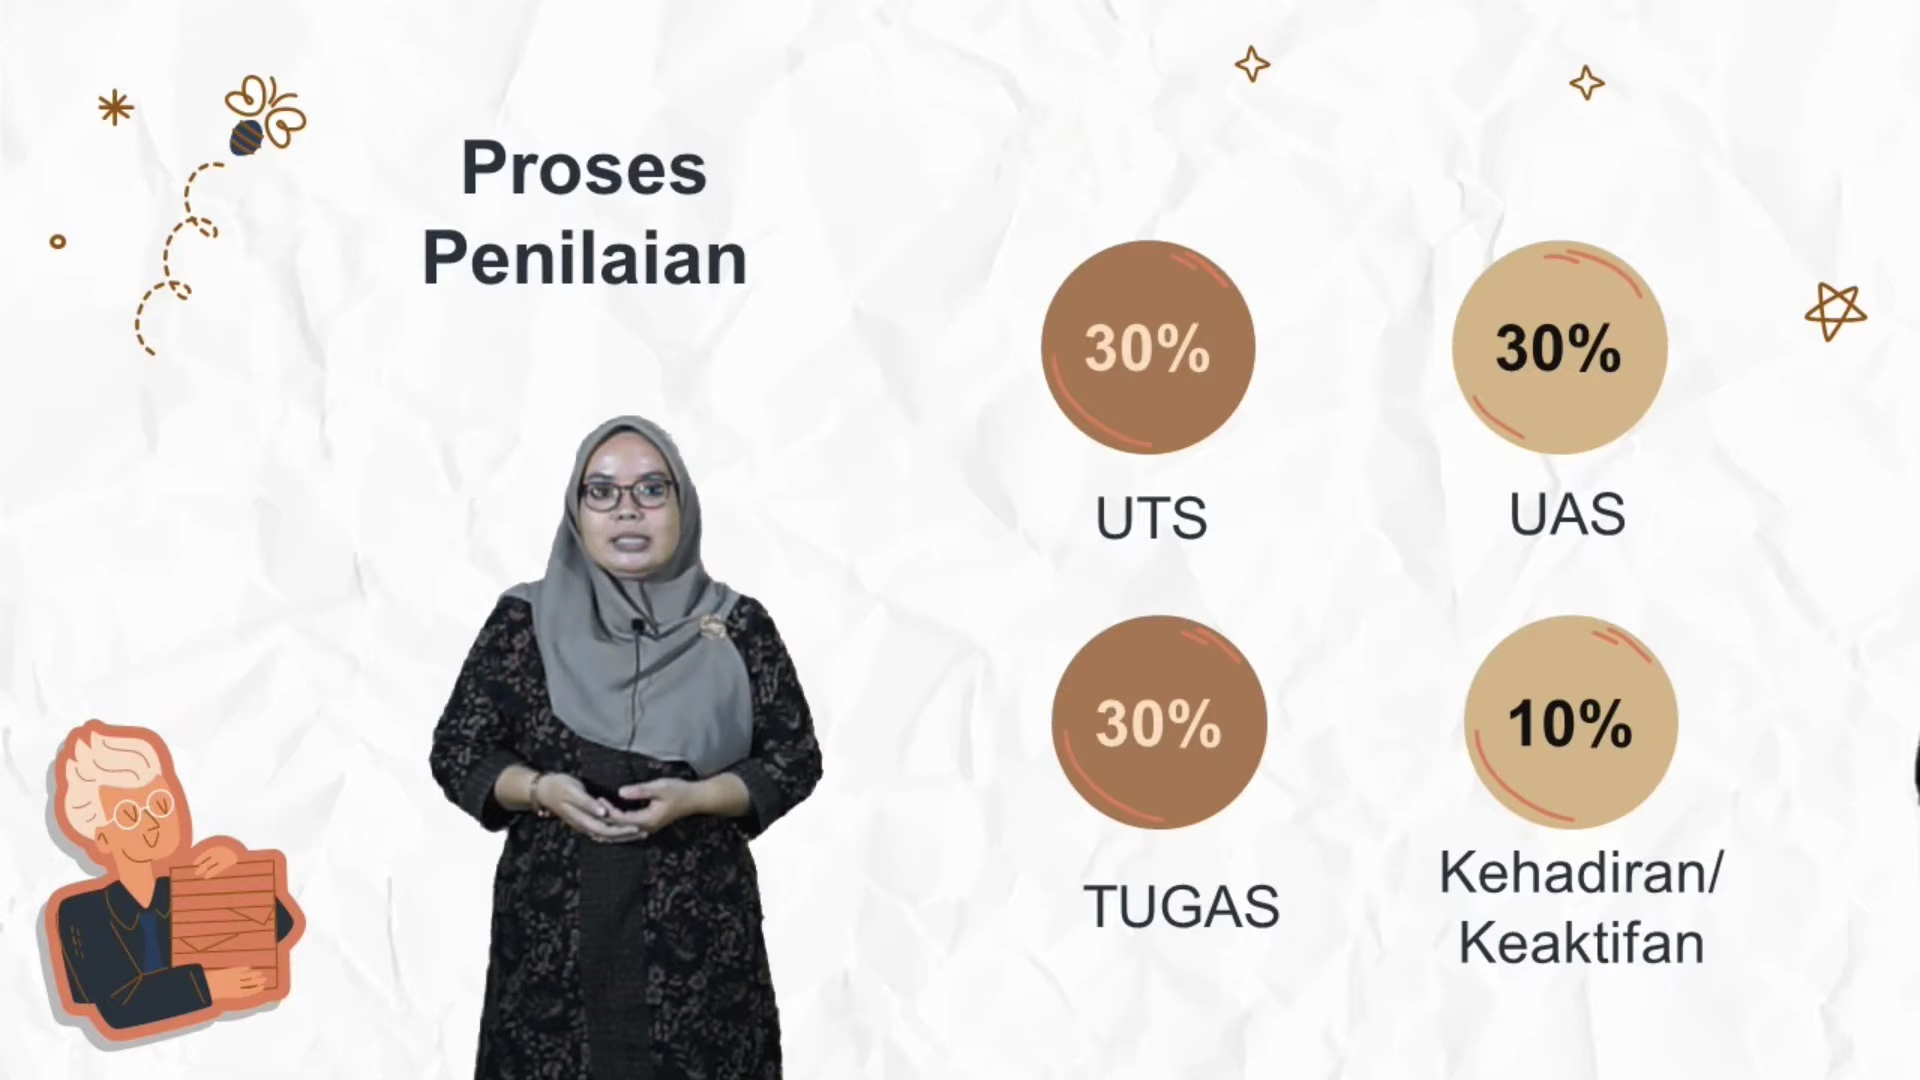 Proses
Penilaian
30%
UTS
30%
UAS
30%
TUGAS
10%
Kehadiran/
Keaktifan